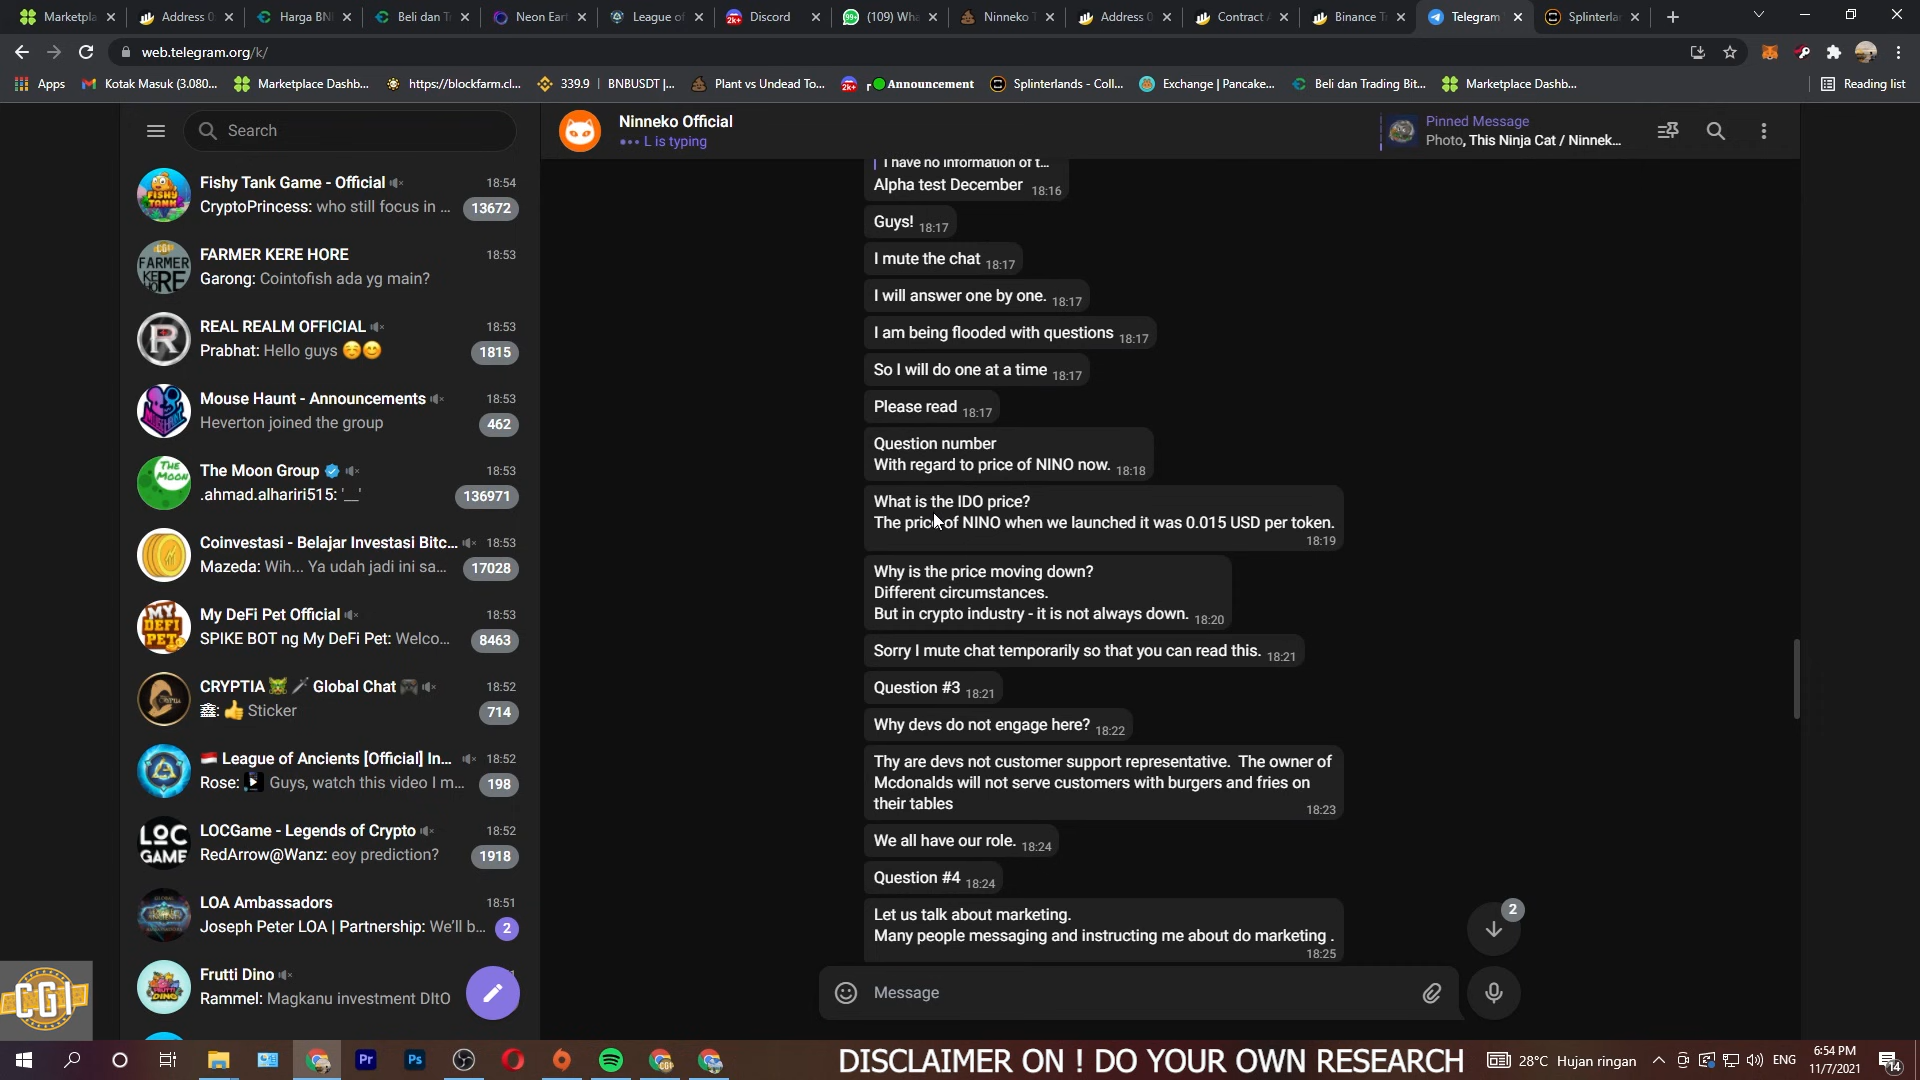 Marketpla
Address 0
Harga BN
Beli dan T
Neon Eart
League of
Discord
(109) Wha
Ninneko T
Address 0
Contract A
Binance T
Telegram
Splinterla
web.telegram.org/k/
Apps
Kotak Masuk (3.080...
Marketplace Dashb...
https://blockfarm.cl...
339.9 | BNBUSDT |...
Plant vs Undead To...
Announcement
Splinterlands - Coll...
Exchange | Pancake...
Beli dan Trading Bit...
Marketplace Dashb...
Reading list
Search
Fishy Tank Game - Official 18:54
CryptoPrincess: who still focus in ... 13672
FARMER KERE HORE 18:53
Garong: Cointofish ada yg main?
REAL REALM OFFICIAL 18:53
Prabhat: Hello guys 😌😊 1815
Mouse Haunt - Announcements 18:53
Heverton joined the group 462
The Moon Group 18:53
.ahmad.alhariri515: '__' 136971
Coinvestasi - Belajar Investasi Bitc... 18:53
Mazeda: Wih... Ya udah jadi ini sa... 17028
My DeFi Pet Official 18:53
SPIKE BOT ng My DeFi Pet: Welco... 8463
CRYPTIA Global Chat 18:52
鑫: 👍 Sticker 714
League of Ancients [Official] In... 18:52
Rose: Guys, watch this video I m... 198
LOCGame - Legends of Crypto 18:52
RedArrow@Wanz: eoy prediction? 1918
LOA Ambassadors 18:51
Joseph Peter LOA | Partnership: We'll b... 2
Frutti Dino
Rammel: Magkanu investment DItO
Ninneko Official
L is typing
Pinned Message
Photo, This Ninja Cat / Ninnek...
I have no information of t...
Alpha test December 18:16
Guys! 18:17
I mute the chat 18:17
I will answer one by one. 18:17
I am being flooded with questions 18:17
So I will do one at a time 18:17
Please read 18:17
Question number
With regard to price of NINO now. 18:18
What is the IDO price?
The price of NINO when we launched it was 0.015 USD per token.
18:19
Why is the price moving down?
Different circumstances.
But in crypto industry - it is not always down. 18:20
Sorry I mute chat temporarily so that you can read this. 18:21
Question #3 18:21
Why devs do not engage here? 18:22
Thy are devs not customer support representative. The owner of
Mcdonalds will not serve customers with burgers and fries on
their tables 18:23
We all have our role. 18:24
Question #4 18:24
Let us talk about marketing.
Many people messaging and instructing me about do marketing .
18:25
2
Message
CGI
DISCLAIMER ON ! DO YOUR OWN RESEARCH
28°C Hujan ringan
ENG
6:54 PM
11/7/2021
14